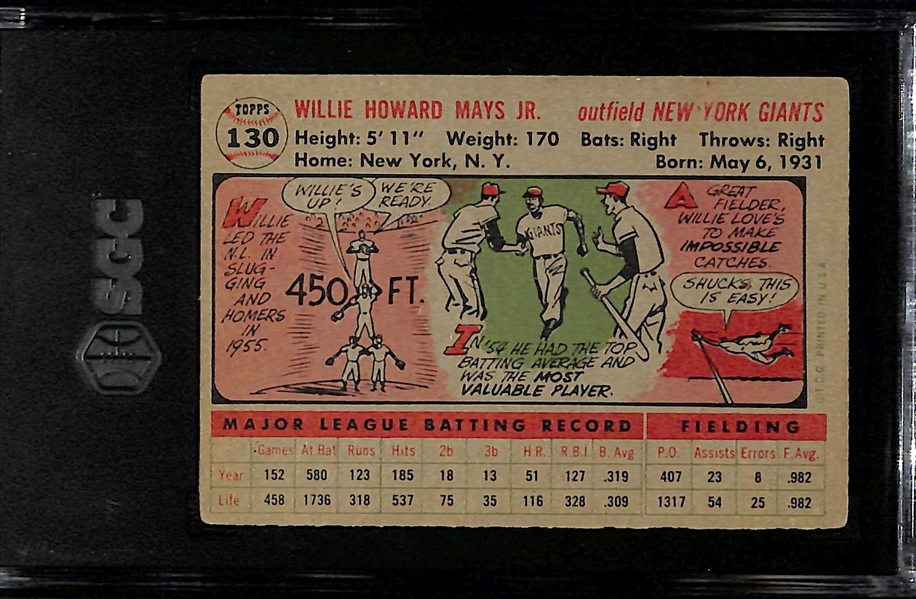 SGC
TOPPS
130
WILLIE HOWARD MAYS JR. outfield NEW YORK GIANTS
Height: 5' 11" Weight: 170 Bats: Right Throws: Right
Home: New York, N. Y. Born: May 6, 1931
WILLIE
LED THE
N.L. IN
SLUG-
GING
AND
HOMERS
IN
1955.
WILLIE'S
UP!
WE'RE
READY.
450 FT.
GIANTS
IN '54 HE HAD THE TOP
BATTING AVERAGE AND
WAS THE MOST
VALUABLE PLAYER.
A GREAT
FIELDER,
WILLIE LOVE'S
TO MAKE
IMPOSSIBLE
CATCHES.
SHUCKS, THIS
IS EASY!
© T.C.G. PRINTED IN U.S.A.
MAJOR LEAGUE BATTING RECORD FIELDING
Games At Bat Runs Hits 2b 3b H.R. R.B.I. B. Avg. P.O. Assists Errors F. Avg.
Year 152 580 123 185 18 13 51 127 .319 407 23 8 .982
Life 458 1736 318 537 75 35 116 328 .309 1317 54 25 .982